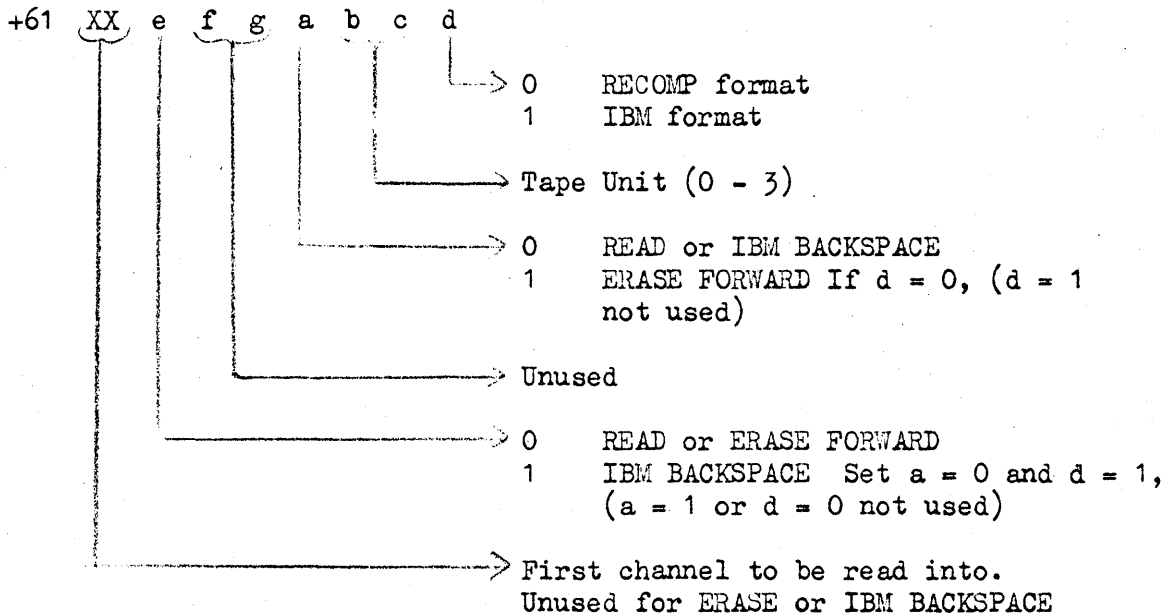 +61 XX e f g a b c d
0 RECOMP format
1 IBM format
Tape Unit (0 - 3)
0 READ or IBM BACKSPACE
1 ERASE FORWARD If d = 0, (d = 1
not used)
Unused
0 READ or ERASE FORWARD
1 IBM BACKSPACE Set a = 0 and d = 1,
(a = 1 or d = 0 not used)
First channel to be read into.
Unused for ERASE or IBM BACKSPACE